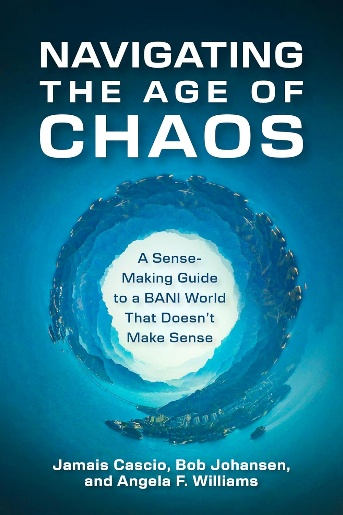 NAVIGATING
THE AGE OF
CHAOS
A Sense-
Making Guide
to a BANI World
That Doesn't
Make Sense
Jamais Cascio, Bob Johansen,
and Angela F. Williams